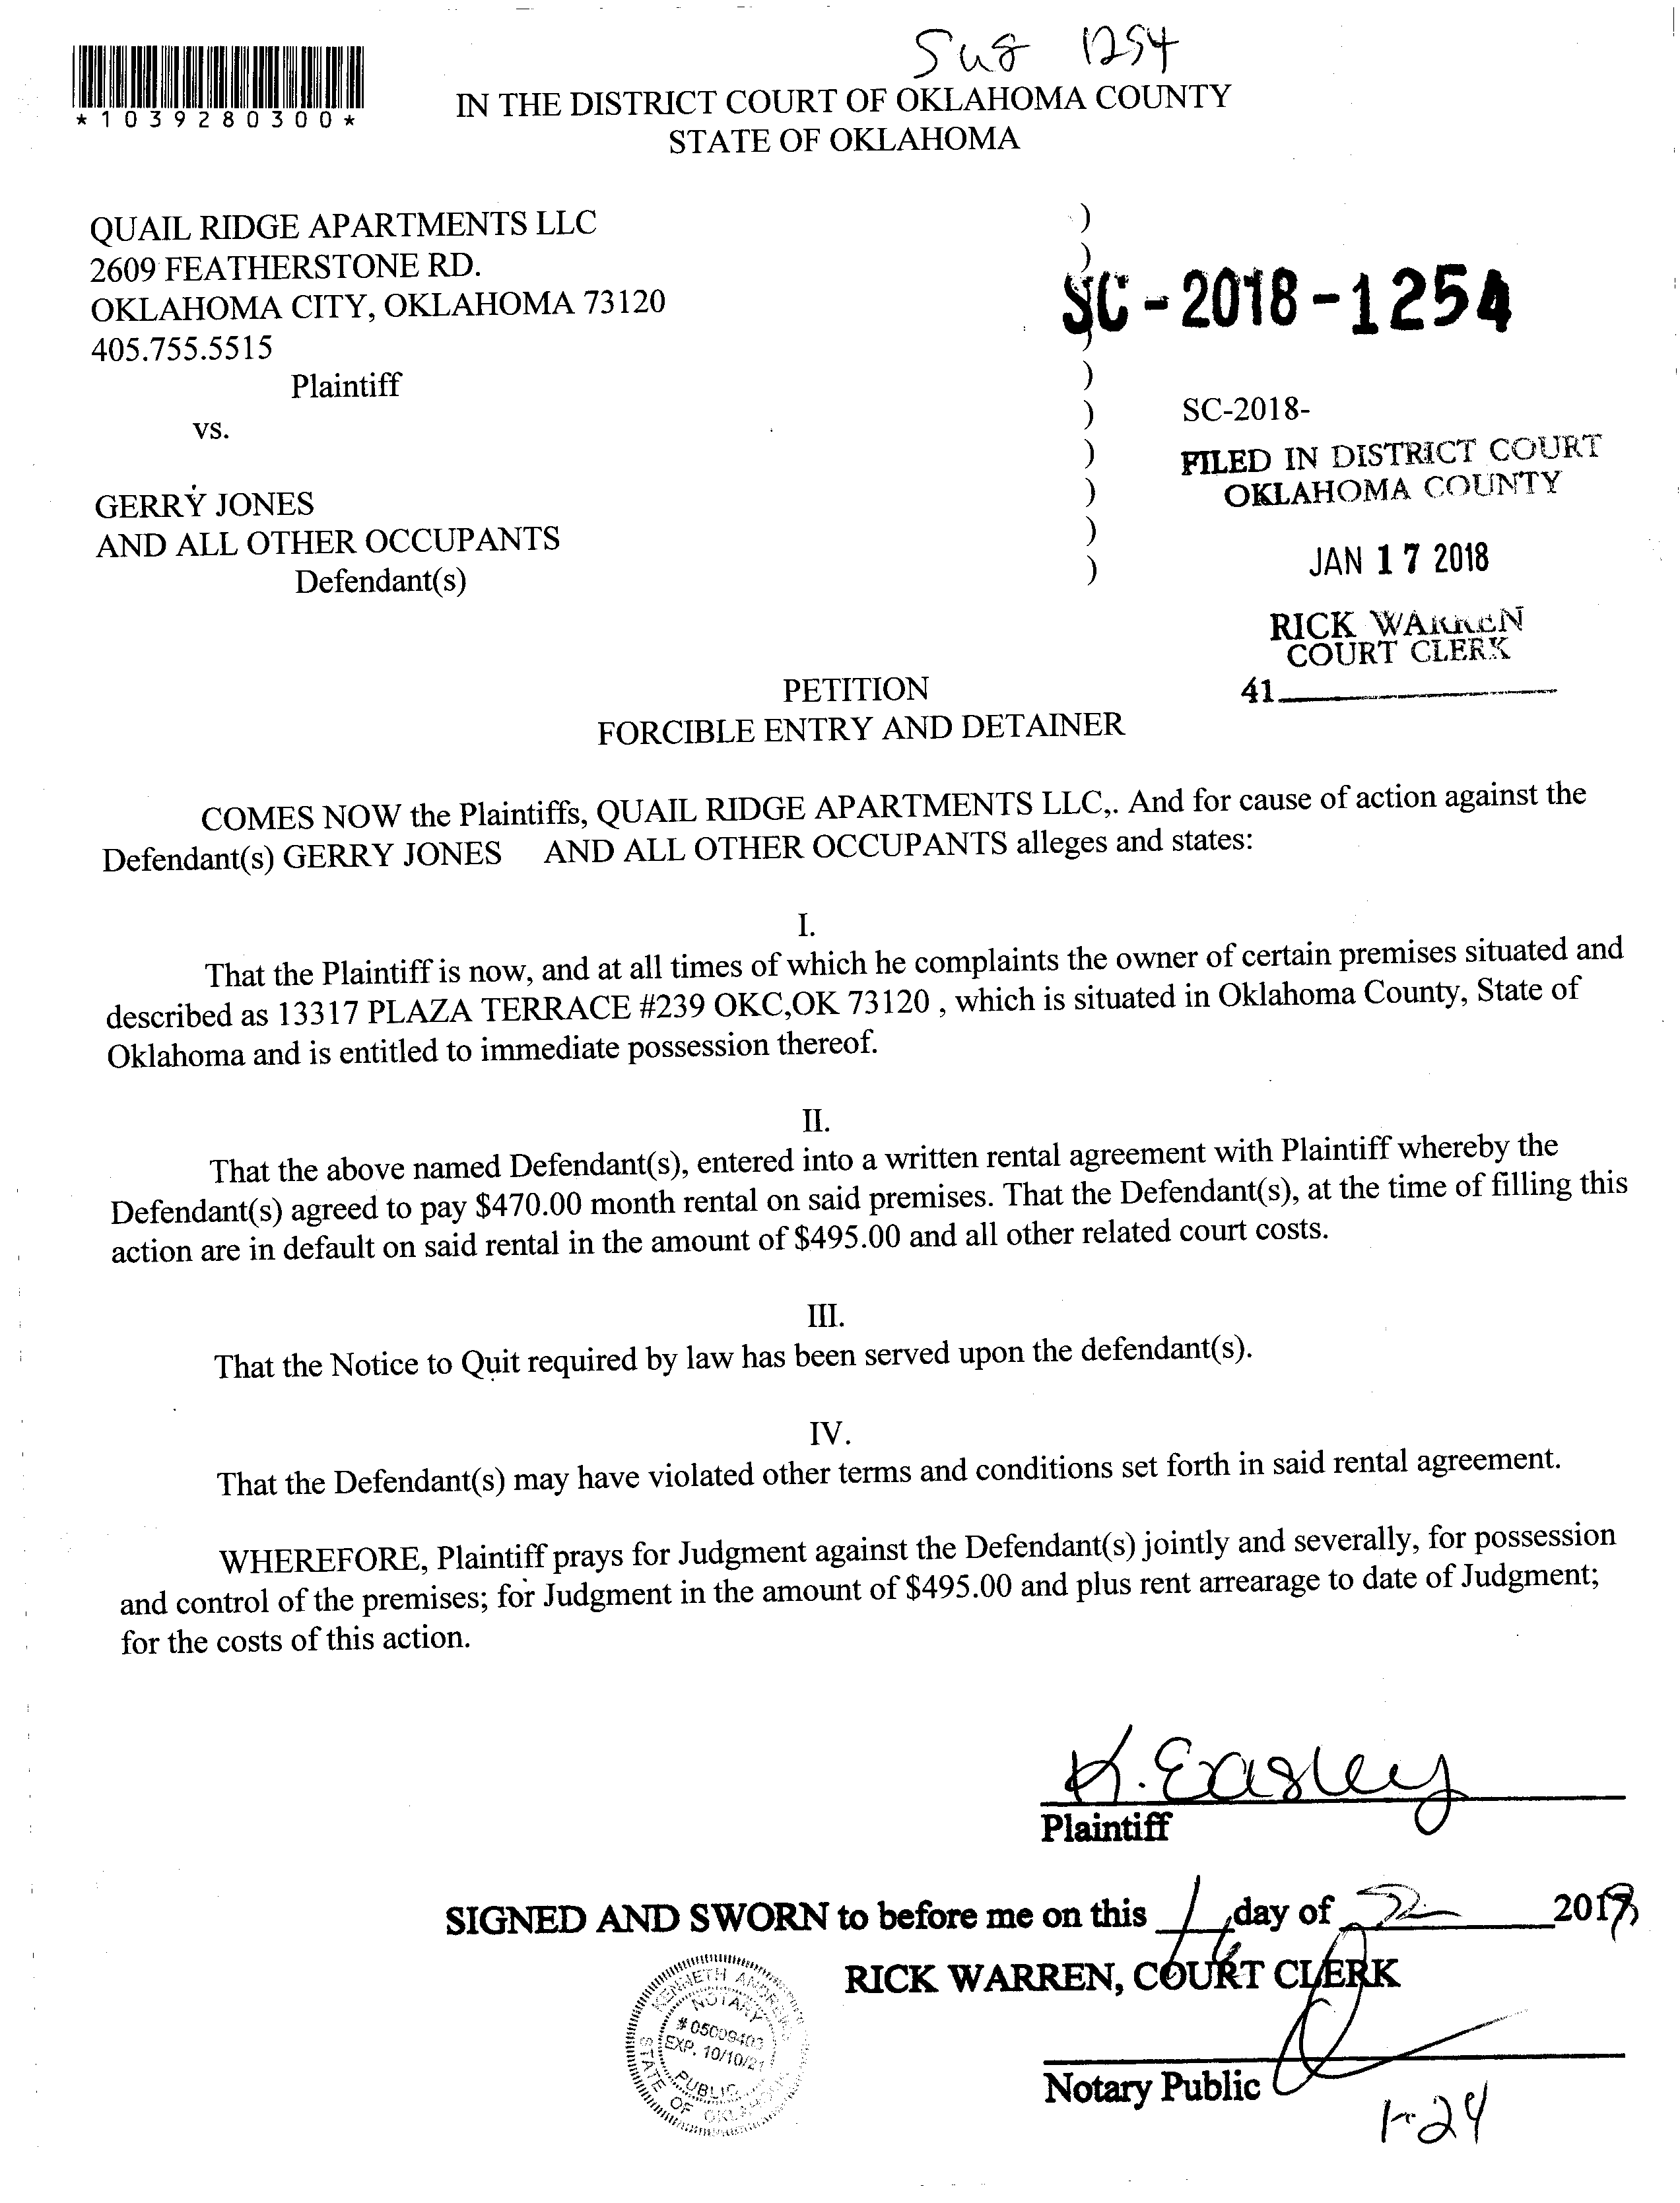 1254
*1039280300*
IN THE DISTRICT COURT OF OKLAHOMA COUNTY
STATE OF OKLAHOMA
QUAIL RIDGE APARTMENTS LLC
2609 FEATHERSTONE RD.
OKLAHOMA CITY, OKLAHOMA 73120
405.755.5515
Plaintiff
vs.
GERRY JONES
AND ALL OTHER OCCUPANTS
Defendant(s)
)
)
)
)
)
)
)
)
)
SC-2018-1254
SC-2018-
FILED IN DISTRICT COURT
OKLAHOMA COUNTY
JAN 17 2018
RICK WARREN
COURT CLERK
41
PETITION
FORCIBLE ENTRY AND DETAINER
COMES NOW the Plaintiffs, QUAIL RIDGE APARTMENTS LLC,. And for cause of action against the
Defendant(s) GERRY JONES AND ALL OTHER OCCUPANTS alleges and states:
I.
That the Plaintiff is now, and at all times of which he complaints the owner of certain premises situated and
described as 13317 PLAZA TERRACE #239 OKC,OK 73120 , which is situated in Oklahoma County, State of
Oklahoma and is entitled to immediate possession thereof.
II.
That the above named Defendant(s), entered into a written rental agreement with Plaintiff whereby the
Defendant(s) agreed to pay $470.00 month rental on said premises. That the Defendant(s), at the time of filling this
action are in default on said rental in the amount of $495.00 and all other related court costs.
III.
That the Notice to Quit required by law has been served upon the defendant(s).
IV.
That the Defendant(s) may have violated other terms and conditions set forth in said rental agreement.
WHEREFORE, Plaintiff prays for Judgment against the Defendant(s) jointly and severally, for possession
and control of the premises; for Judgment in the amount of $495.00 and plus rent arrearage to date of Judgment;
for the costs of this action.
K. Easley
Plaintiff
SIGNED AND SWORN to before me on this day of 201
RICK WARREN, COURT CLERK
KENNETH ANDREWS
NOTARY
# 05009403
EXP. 10/10/21
PUBLIC
STATE OF OKLAHOMA
Notary Public
1-24